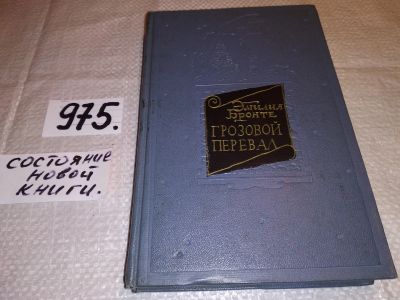 975.
состояние
новой
книги.
Эмилия
Бронте
ГРОЗОВОЙ
ПЕРЕВАЛ